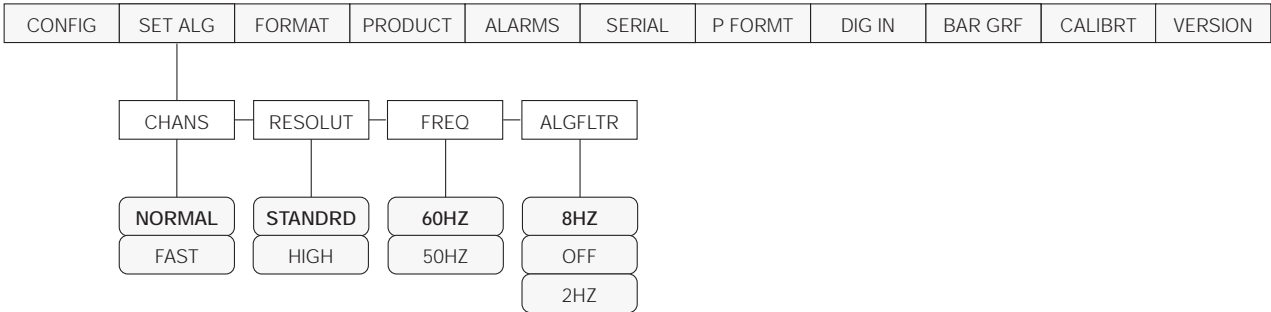 CONFIG SET ALG FORMAT PRODUCT ALARMS SERIAL P FORMT DIG IN BAR GRF CALIBRT VERSION
CHANS RESOLUT FREQ ALGFLTR
NORMAL STANDRD 60HZ 8HZ
FAST HIGH 50HZ OFF
2HZ